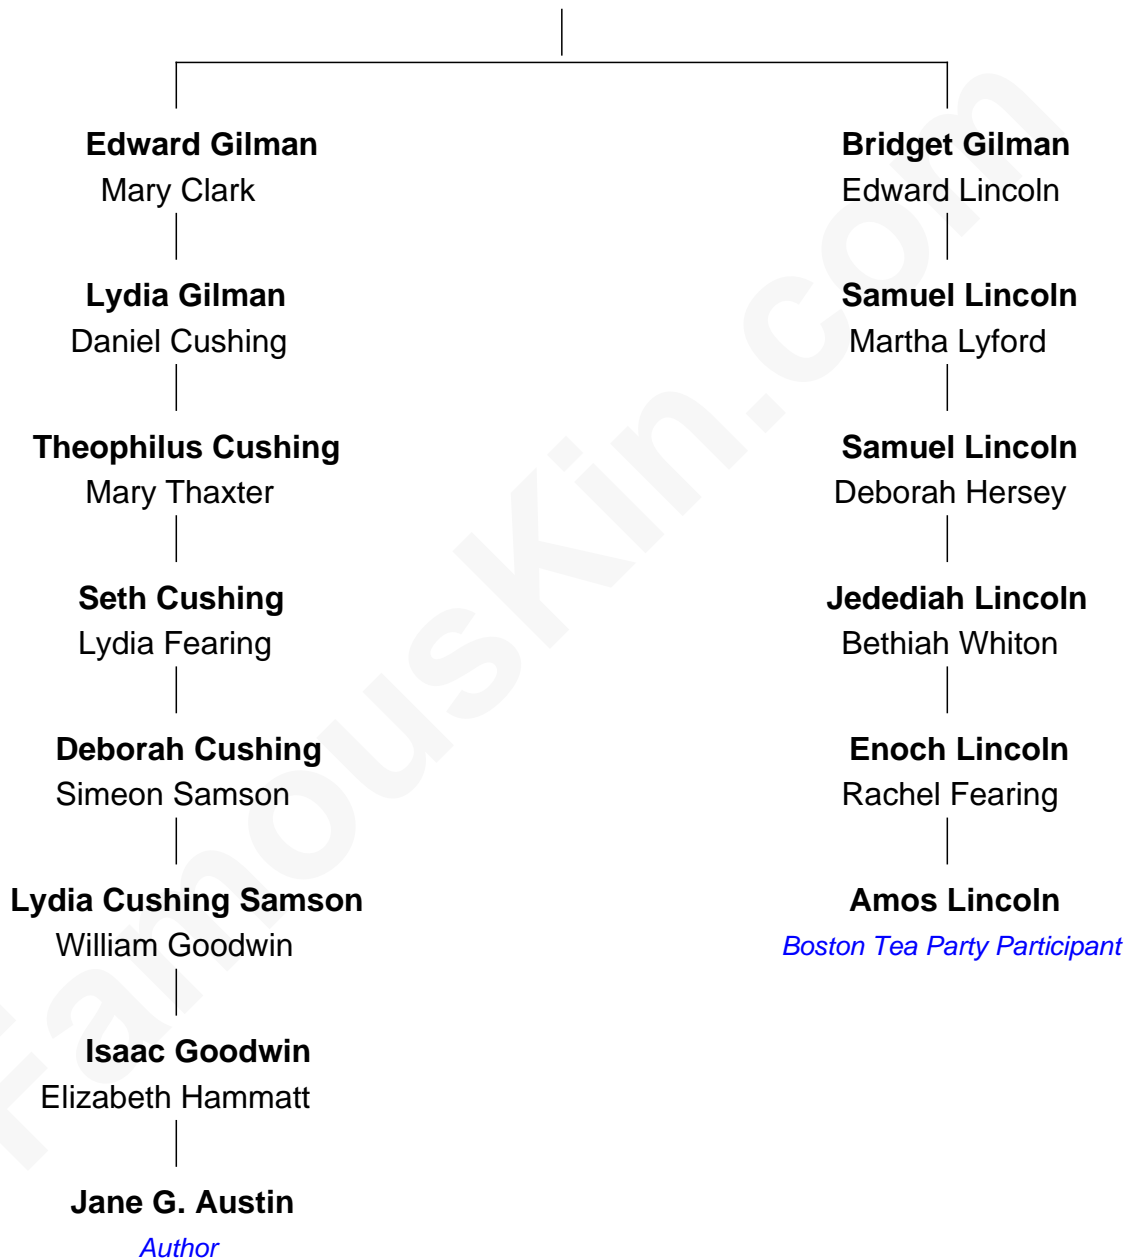 Edward Gilman
Mary Clark
Bridget Gilman
Edward Lincoln
Lydia Gilman
Daniel Cushing
Samuel Lincoln
Martha Lyford
Theophilus Cushing
Mary Thaxter
Samuel Lincoln
Deborah Hersey
Seth Cushing
Lydia Fearing
Jedediah Lincoln
Bethiah Whiton
Deborah Cushing
Simeon Samson
Enoch Lincoln
Rachel Fearing
Lydia Cushing Samson
William Goodwin
Amos Lincoln
Boston Tea Party Participant
Isaac Goodwin
Elizabeth Hammatt
Jane G. Austin
Author
FamousKin.com